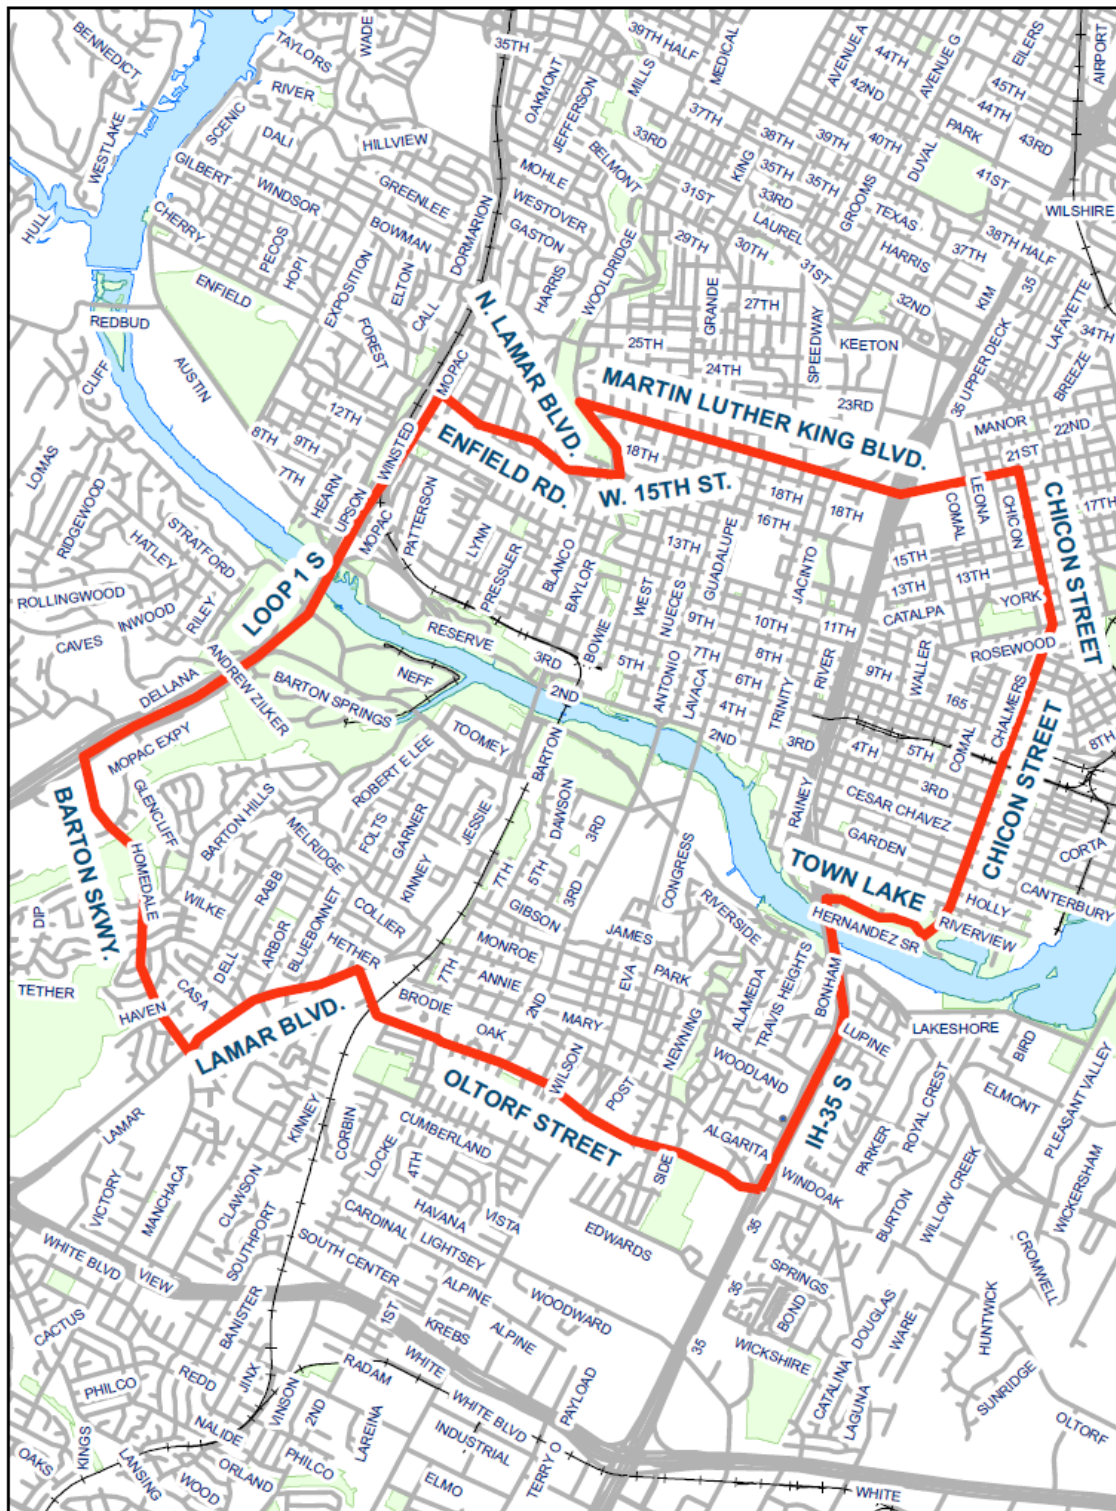 BENNEDICT
TAYLORS
WADE
35TH
39TH HALF
MEDICAL
AVENUE A
44TH
AVENUE G
EILERS
AIRPORT
RIVER
OAKMONT
JEFFERSON
MILLS
42ND
45TH
44TH
WESTLAKE
SCENIC
DALI
HILLVIEW
33RD
37TH
38TH
39TH
40TH
PARK
43RD
GILBERT
WINDSOR
GREENLEE
MOHLE
BELMONT
KING
35TH
35TH
DUVAL
41ST
HULL
CHERRY
PECOS
HOPI
BOWMAN
DORMARION
WESTOVER
31ST
33RD
GROOMS
TEXAS
WILSHIRE
GASTON
WOOLDRIDGE
29TH
LAUREL
30TH
31ST
HARRIS
37TH
38TH HALF
ENFIELD
EXPOSITION
ELTON
HARRIS
GRANDE
27TH
32ND
KIM
35
LAFAYETTE
REDBUD
FOREST
CALL
N. LAMAR BLVD.
25TH
SPEEDWAY
KEETON
34TH
CLIFF
AUSTIN
MOPAC
24TH
35 UPPER DECK
BREEZE
MARTIN LUTHER KING BLVD.
23RD
12TH
8TH
9TH
WINSTED
ENFIELD RD.
18TH
MANOR
22ND
21ST
LOMAS
7TH
HEARN
W. 15TH ST.
18TH
18TH
COMAL
LEONA
CHICON
CHICON STREET
17TH
RIDGEWOOD
UPSON
MOPAC
PATTERSON
16TH
STRATFORD
HATLEY
LYNN
PRESSLER
BLANCO
BAYLOR
13TH
GUADALUPE
JACINTO
15TH
13TH
13TH
ROLLINGWOOD
INWOOD
RILEY
LOOP 1 S
WEST
NUECES
9TH
10TH
11TH
CATALPA
YORK
CAVES
RESERVE
BOWIE
ROSEWOOD
DELLANA
ANDREW ZILKER
NEFF
3RD
5TH
7TH
8TH
RIVER
9TH
WALLER
BARTON SPRINGS
2ND
ANTONIO
LAVACA
6TH
4TH
TRINITY
165
CHALMERS
CHICON STREET
MOPAC EXPY
TOOMEY
BARTON
2ND
3RD
4TH
5TH
COMAL
8TH
BARTON SKWY.
GLENCLIFF
ROBERT E LEE
RAINEY
3RD
BARTON HILLS
MELRIDGE
FOLTS
GARNER
JESSIE
DAWSON
3RD
CESAR CHAVEZ
GARDEN
HOMEDALE
7TH
5TH
CONGRESS
TOWN LAKE
CORTA
DIP
WILKE
RABB
KINNEY
3RD
RIVERSIDE
HOLLY
CANTERBURY
ARBOR
BLUEBONNET
COLLIER
GIBSON
HERNANDEZ SR
RIVERVIEW
DELL
HETHER
MONROE
JAMES
TETHER
CASA
7TH
ANNIE
EVA
PARK
ALAMEDA
TRAVIS HEIGHTS
BONHAM
HAVEN
BRODIE
2ND
MARY
NEWNING
LUPINE
LAKESHORE
LAMAR BLVD.
OAK
BIRD
WILSON
POST
WOODLAND
ELMONT
OLTORF STREET
ROYAL CREST
PLEASANT VALLEY
LAMAR
KINNEY
CORBIN
CUMBERLAND
ALGARITA
IH-35 S
PARKER
LOCKE
4TH
SIDE
WINDOAK
VICTORY
MANCHACA
CLAWSON
BURTON
WILLOW CREEK
WICKERSHAM
SOUTHPORT
CARDINAL
HAVANA
VISTA
EDWARDS
35
WHITE BLVD
VIEW
SOUTH CENTER
LIGHTSEY
SPRINGS
CROMWELL
ALPINE
WOODWARD
35
BOND
DOUGLAS
HUNTWICK
CACTUS
BANISTER
1ST
KREBS
ALPINE
35
WICKSHIRE
WARE
REDD
JINX
RADAM
WHITE
CATALINA
PHILCO
VINSON
2ND
WHITE BLVD
PAYLOAD
LAGUNA
SUNRIDGE
OLTORF
NALIDE
LAREINA
INDUSTRIAL
KINGS
OAKS
LANSING
ORLAND
PHILCO
TERRY O
WOOD
ELMO
WHITE